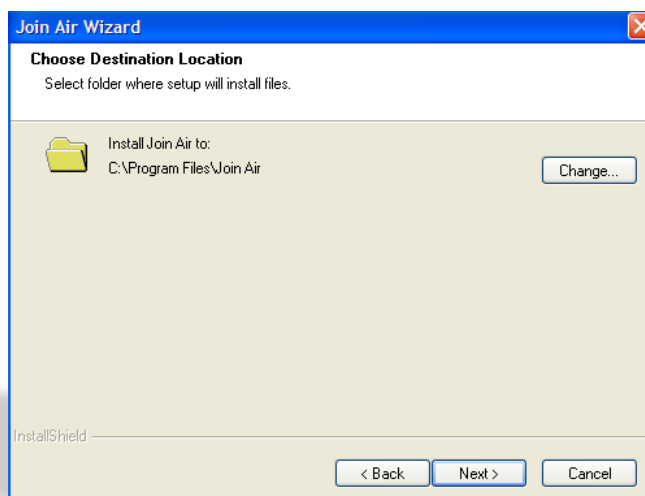 Join Air Wizard
Choose Destination Location
Select folder where setup will install files.
Install Join Air to:
C:\Program Files\Join Air
Change...
InstallShield
< Back
Next >
Cancel